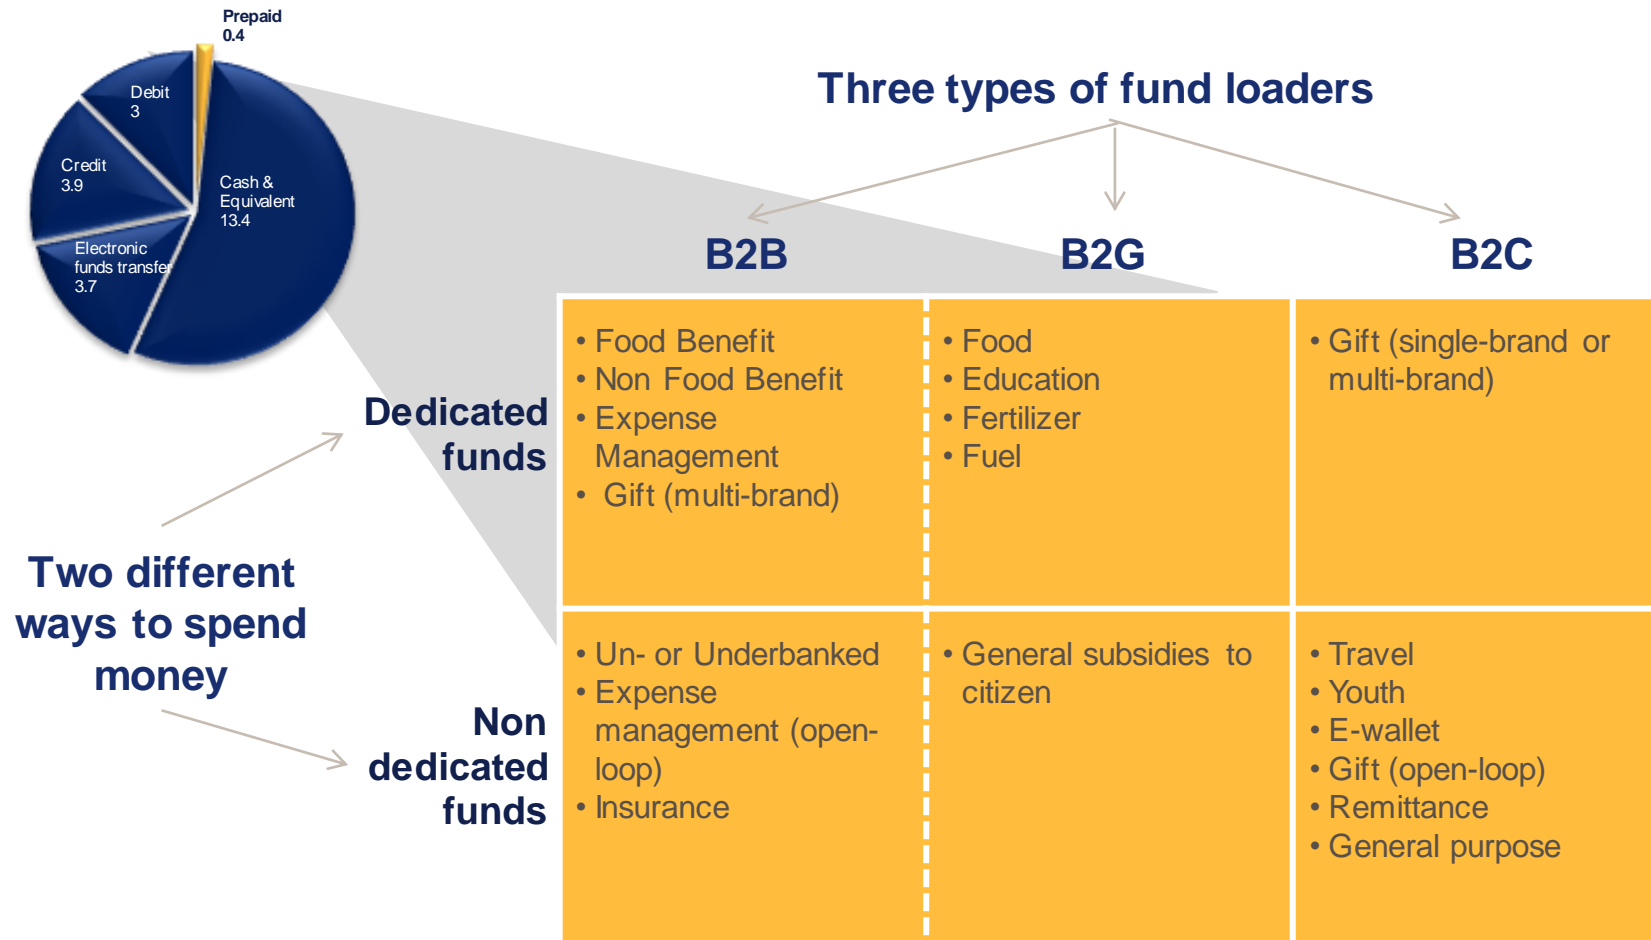 Prepaid
0.4
Debit
3
Credit
3.9
Cash &
Equivalent
13.4
Electronic
funds transfer
3.7
Three types of fund loaders
B2B
B2G
B2C
Two different
ways to spend
money
Dedicated
funds
• Food Benefit
• Non Food Benefit
• Expense
Management
• Gift (multi-brand)
• Food
• Education
• Fertilizer
• Fuel
• Gift (single-brand or
multi-brand)
Non
dedicated
funds
• Un- or Underbanked
• Expense
management (open-
loop)
• Insurance
• General subsidies to
citizen
• Travel
• Youth
• E-wallet
• Gift (open-loop)
• Remittance
• General purpose